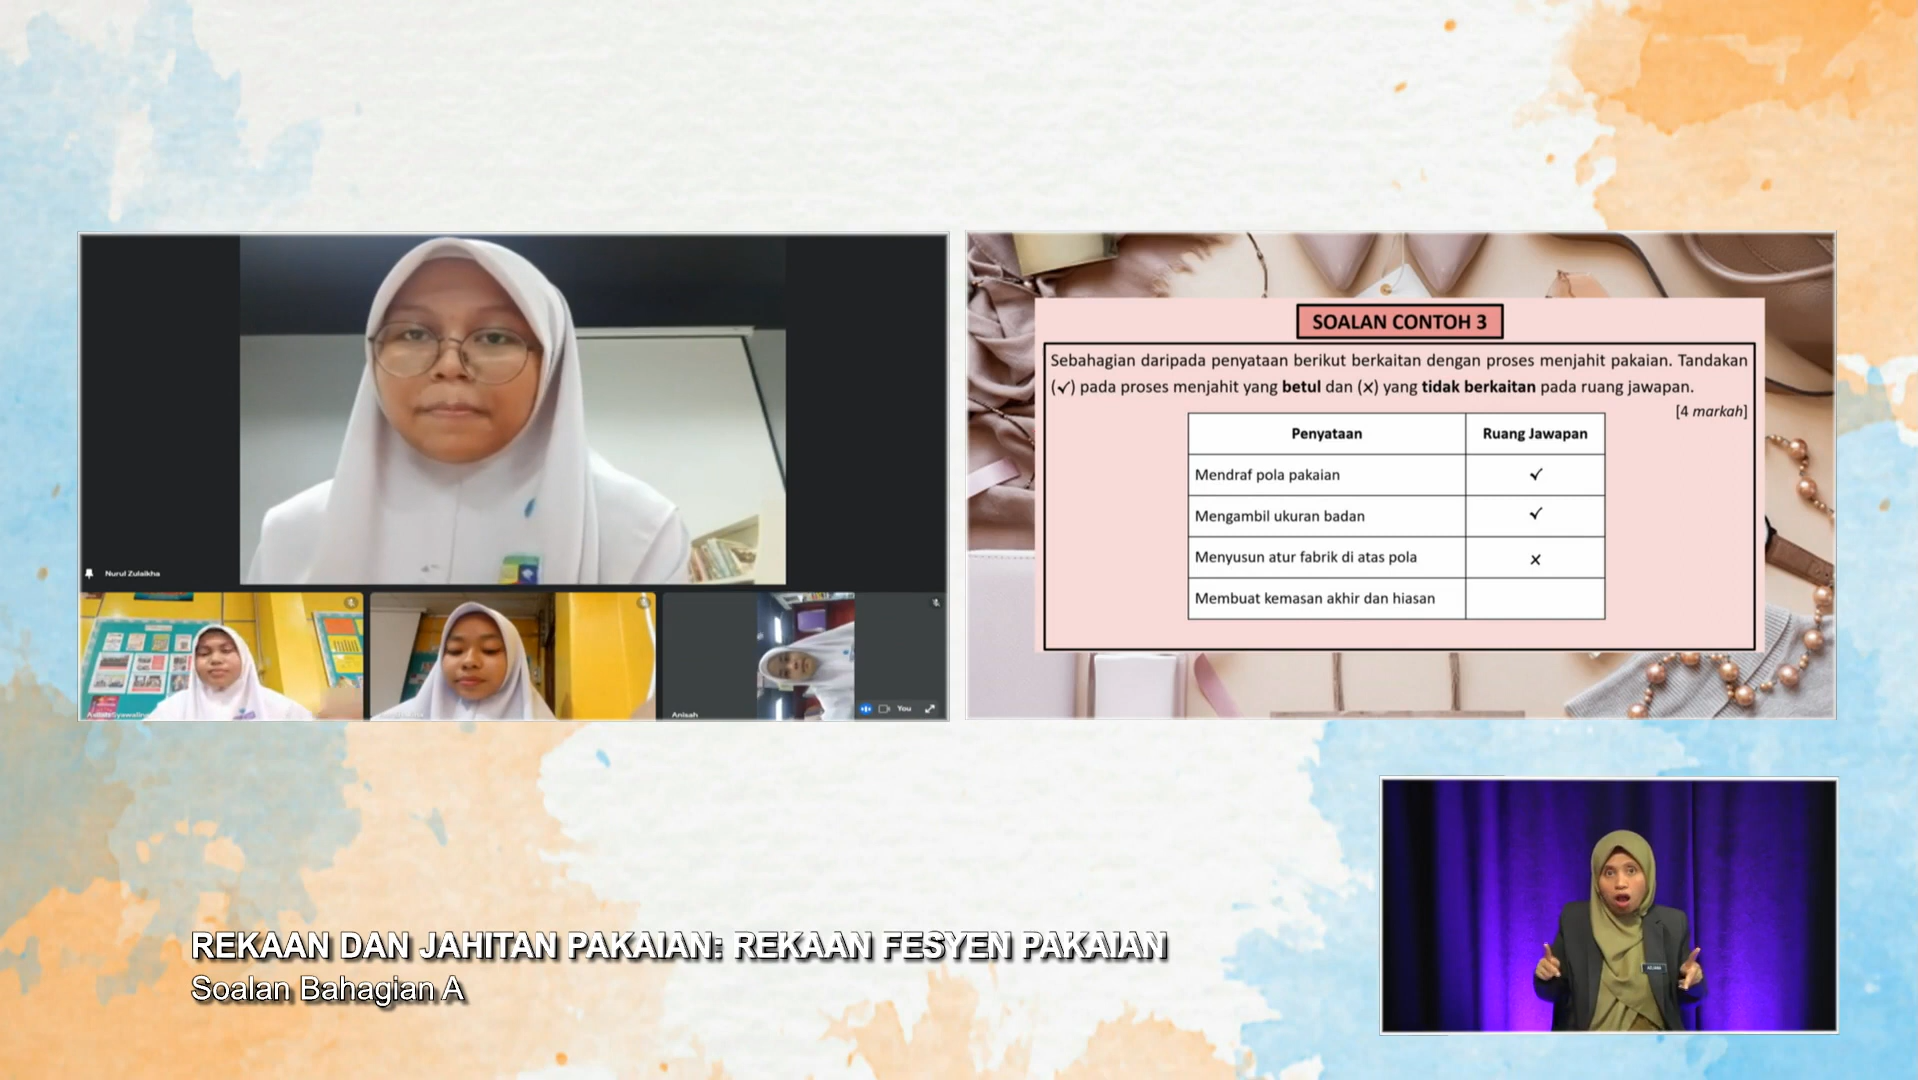 SOALAN CONTOH 3
Sebahagian daripada penyataan berikut berkaitan dengan proses menjahit pakaian. Tandakan
(✓) pada proses menjahit yang betul dan (✗) yang tidak berkaitan pada ruang jawapan.
[4 markah]
Penyataan Ruang Jawapan
Mendraf pola pakaian ✓
Mengambil ukuran badan ✓
Menyusun atur fabrik di atas pola ✗
Membuat kemasan akhir dan hiasan
Nurul Zulaikha
Anisah
You
REKAAN DAN JAHITAN PAKAIAN: REKAAN FESYEN PAKAIAN
Soalan Bahagian A